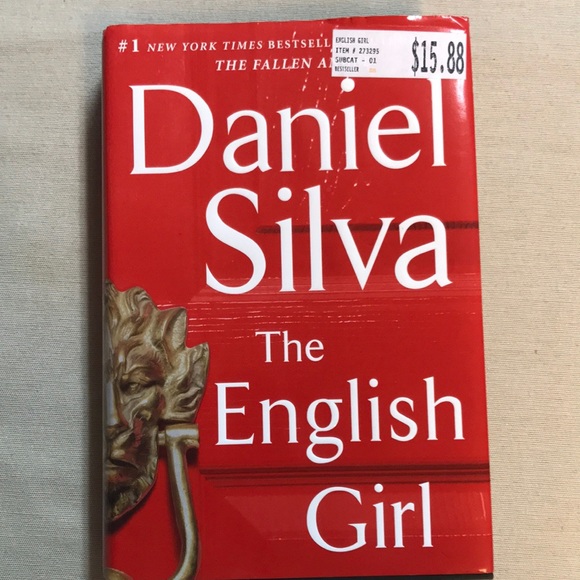 #1 NEW YORK TIMES BESTSELL
THE FALLEN A
ENGLISH GIRL
ITEM # 273295
SUBCAT - 01
BESTSELLER
$15.88
Daniel
Silva
The
English
Girl